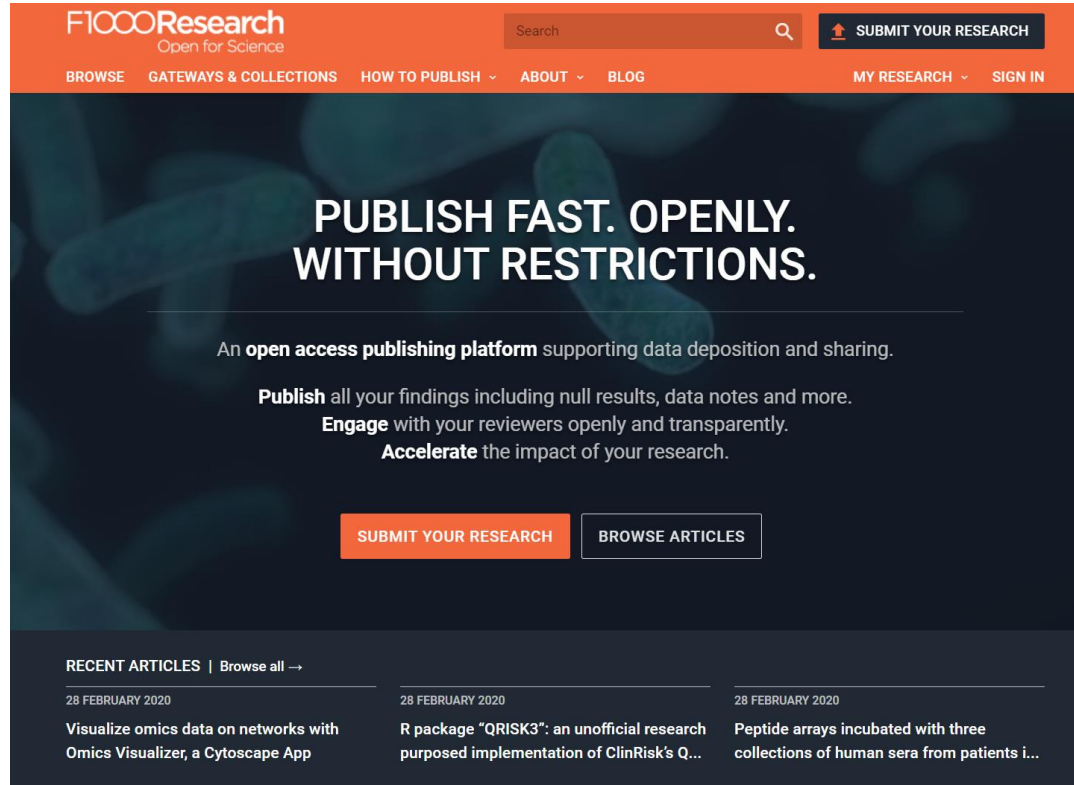 F1000Research
Open for Science
Search
SUBMIT YOUR RESEARCH
BROWSE GATEWAYS & COLLECTIONS HOW TO PUBLISH ABOUT BLOG MY RESEARCH SIGN IN
PUBLISH FAST. OPENLY.
WITHOUT RESTRICTIONS.
An open access publishing platform supporting data deposition and sharing.
Publish all your findings including null results, data notes and more.
Engage with your reviewers openly and transparently.
Accelerate the impact of your research.
SUBMIT YOUR RESEARCH
BROWSE ARTICLES
RECENT ARTICLES | Browse all →
28 FEBRUARY 2020
Visualize omics data on networks with
Omics Visualizer, a Cytoscape App
28 FEBRUARY 2020
R package “QRISK3”: an unofficial research
purposed implementation of ClinRisk’s Q...
28 FEBRUARY 2020
Peptide arrays incubated with three
collections of human sera from patients i...